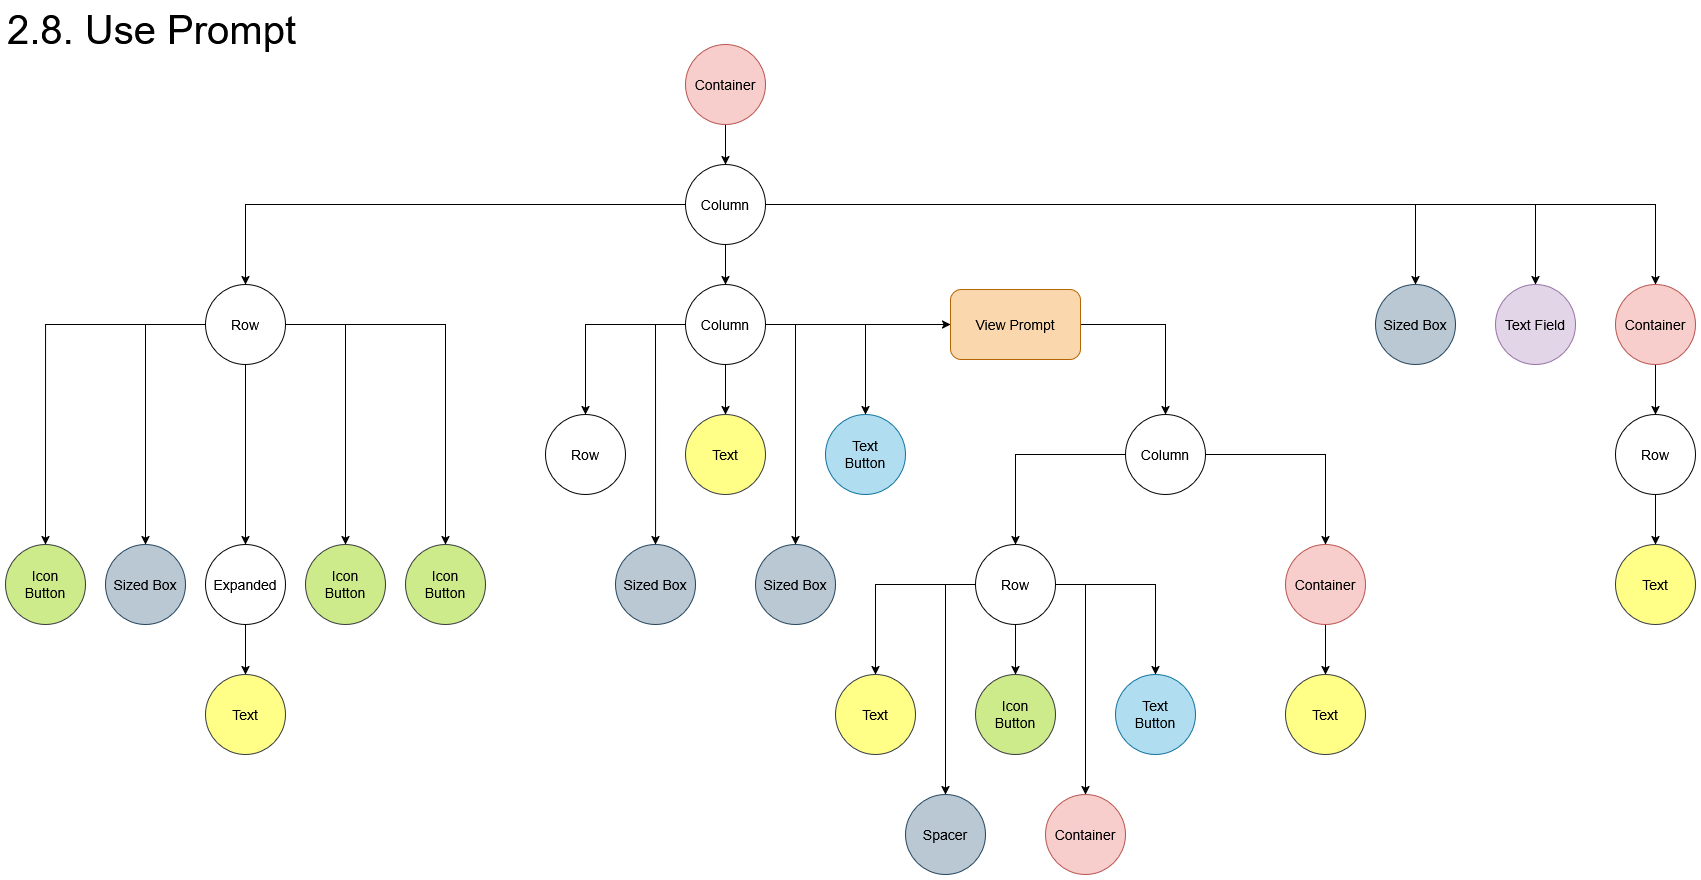 2.8. Use Prompt
Container
Column
Row
Column
View Prompt
Sized Box
Text Field
Container
Row
Text
Text
Button
Column
Row
Icon
Button
Sized Box
Expanded
Icon
Button
Icon
Button
Sized Box
Sized Box
Row
Container
Text
Text
Text
Icon
Button
Text
Button
Text
Spacer
Container